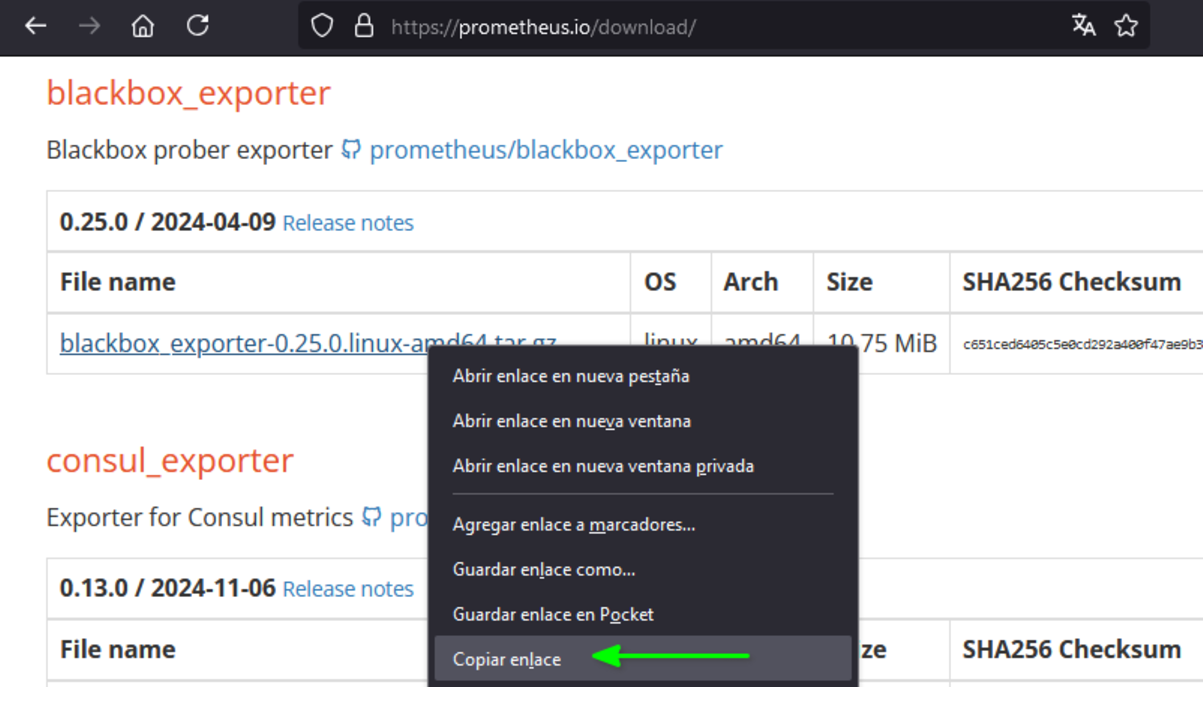 https://prometheus.io/download/
blackbox_exporter
Blackbox prober exporter prometheus/blackbox_exporter
0.25.0 / 2024-04-09 Release notes
File name OS Arch Size SHA256 Checksum
blackbox_exporter-0.25.0.linux-amd64.tar.gz linux amd64 10.75 MiB c651ced6405c5e0cd292a400f47ae9b3
Abrir enlace en nueva pestaña
Abrir enlace en nueva ventana
Abrir enlace en nueva ventana privada
Agregar enlace a marcadores...
Guardar enlace como...
Guardar enlace en Pocket
Copiar enlace
consul_exporter
Exporter for Consul metrics pro
0.13.0 / 2024-11-06 Release notes
File name ze SHA256 Checksum